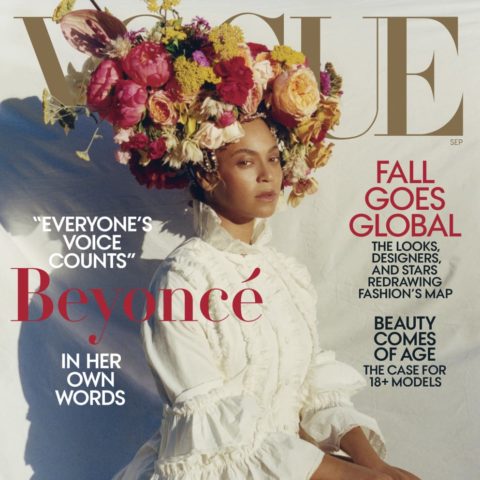 VOGUE
SEP
"EVERYONE'S
VOICE
COUNTS"
Beyoncé
IN HER
OWN
WORDS
FALL
GOES
GLOBAL
THE LOOKS,
DESIGNERS,
AND STARS
REDRAWING
FASHION'S MAP
BEAUTY
COMES
OF AGE
THE CASE FOR
18+ MODELS